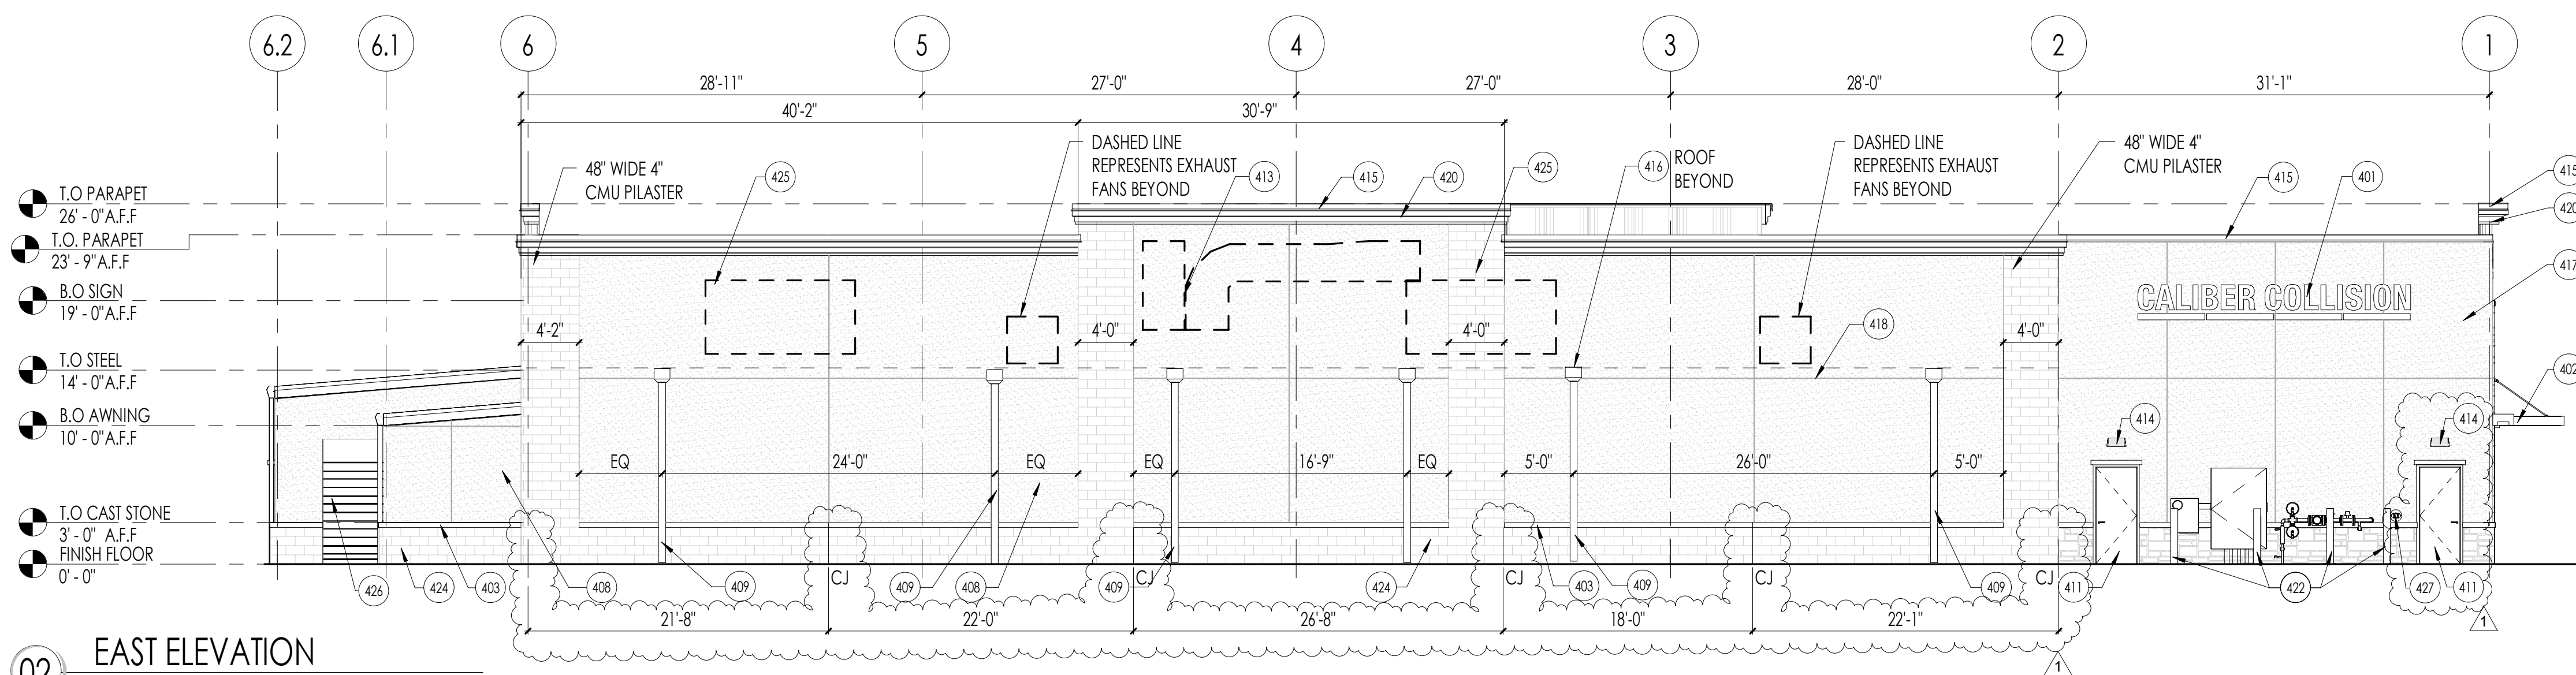 6.2 6.1 6 5 4 3 2 1
28'-11" 27'-0" 27'-0" 28'-0" 31'-1"
40'-2" 30'-9"
48" WIDE 4"
CMU PILASTER
425
DASHED LINE
REPRESENTS EXHAUST
FANS BEYOND
413
415
420
425
416
ROOF
BEYOND
DASHED LINE
REPRESENTS EXHAUST
FANS BEYOND
48" WIDE 4"
CMU PILASTER
415
401
415
420
417
402
T.O PARAPET
26' - 0"A.F.F
T.O. PARAPET
23' - 9"A.F.F
B.O SIGN
19' - 0"A.F.F
T.O STEEL
14' - 0"A.F.F
B.O AWNING
10' - 0"A.F.F
T.O CAST STONE
3' - 0" A.F.F
FINISH FLOOR
0' - 0"
CALIBER COLLISION
4'-2" 4'-0" 4'-0" 418 4'-0"
414 414
EQ 24'-0" EQ EQ 16'-9" EQ 5'-0" 26'-0" 5'-0"
CJ CJ CJ CJ CJ
426 424 403 408 409 409 408 409 424 403 409 409 411 422 427 411
21'-8" 22'-0" 26'-8" 18'-0" 22'-1"
1 1
02 EAST ELEVATION